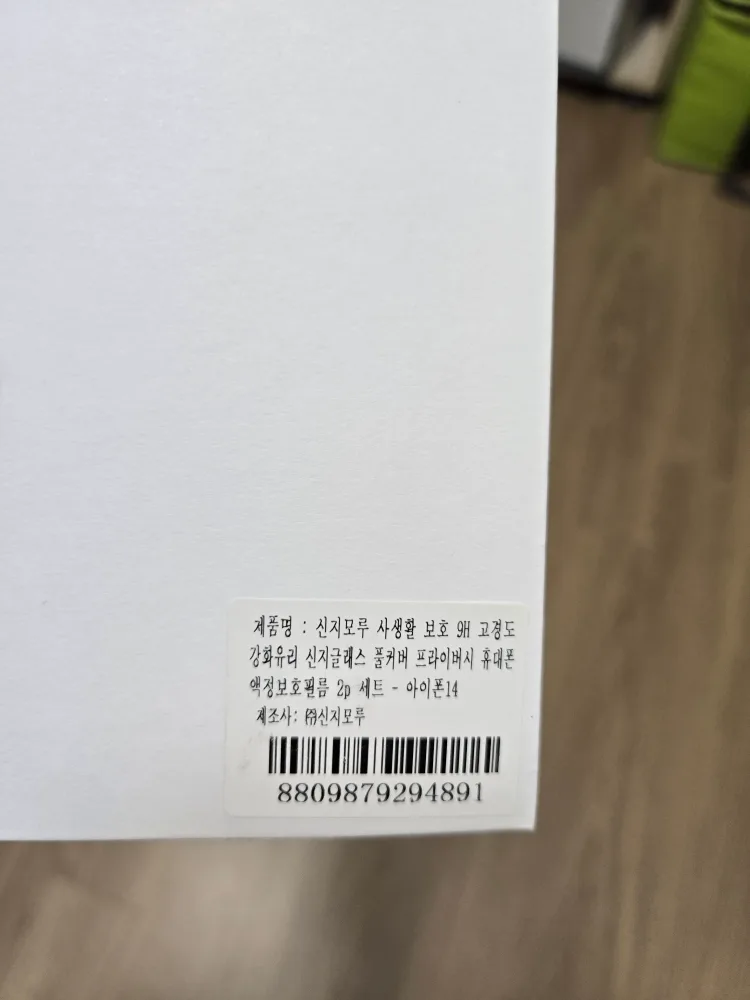 제품명 : 신지모루 사생활 보호 9H 고경도
강화유리 신지글래스 풀커버 프라이버시 휴대폰
액정보호필름 2p 세트 - 아이폰14
제조사: ㈜신지모루
8809879294891